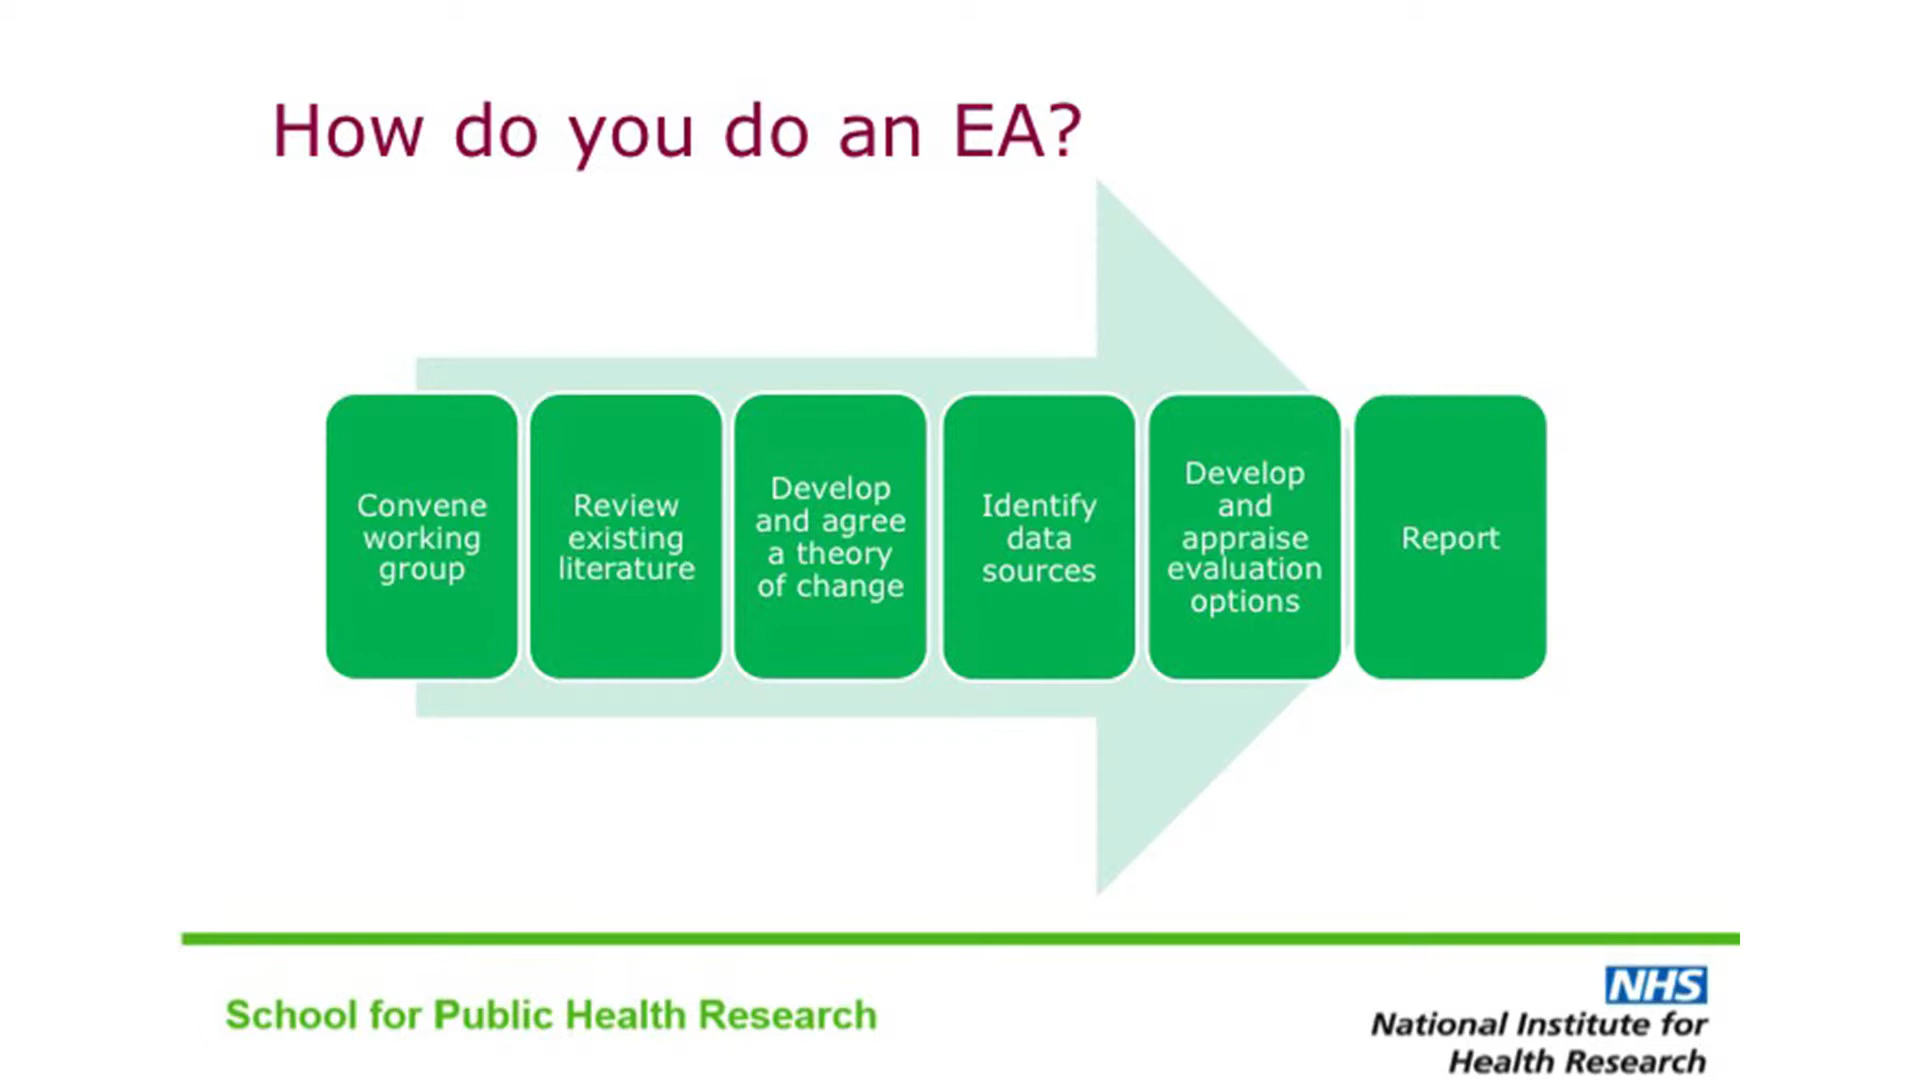 How do you do an EA?
Convene
working
group
Review
existing
literature
Develop
and agree
a theory
of change
Identify
data
sources
Develop
and
appraise
evaluation
options
Report
School for Public Health Research
NHS
National Institute for
Health Research